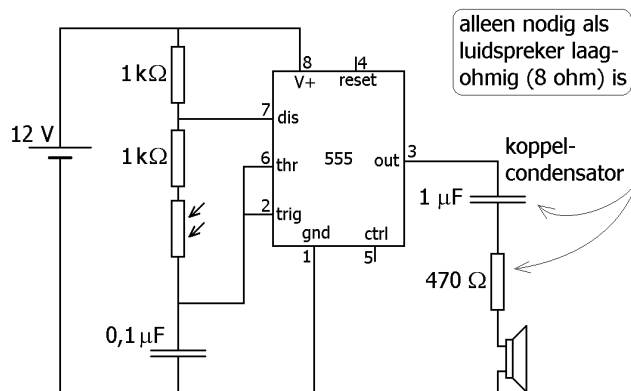 alleen nodig als
luidspreker laag-
ohmig (8 ohm) is
8
4
V+
reset
1 kΩ
7
dis
12 V
1 kΩ
6
thr
555
out
3
koppel-
condensator
2
trig
1 µF
gnd
ctrl
1
5
470 Ω
0,1 µF